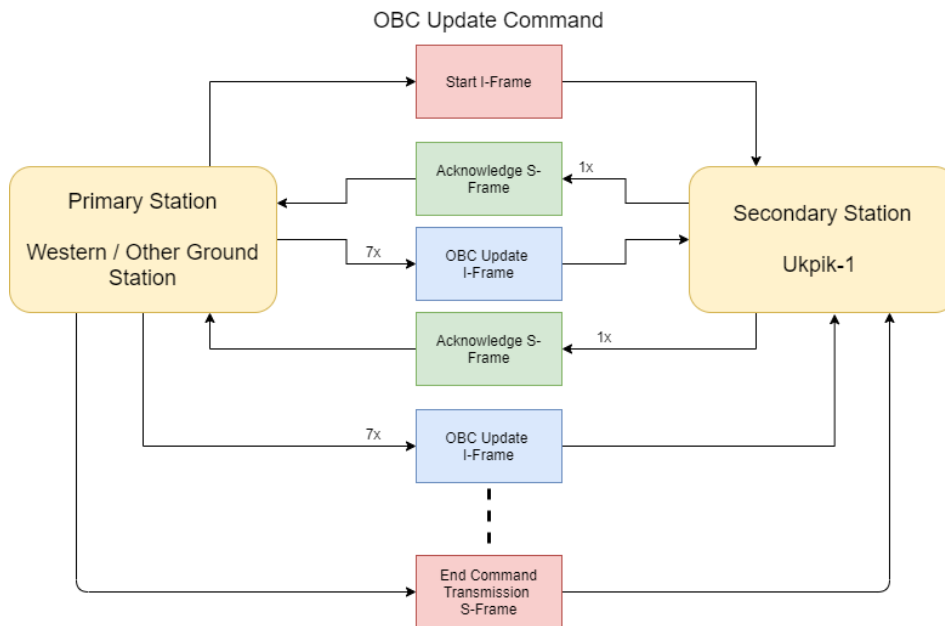 OBC Update Command
Start I-Frame
Acknowledge S-
Frame
1x
Primary Station
Western / Other Ground
Station
Secondary Station
Ukpik-1
7x
OBC Update
I-Frame
Acknowledge S-
Frame
1x
7x
OBC Update
I-Frame
End Command
Transmission
S-Frame